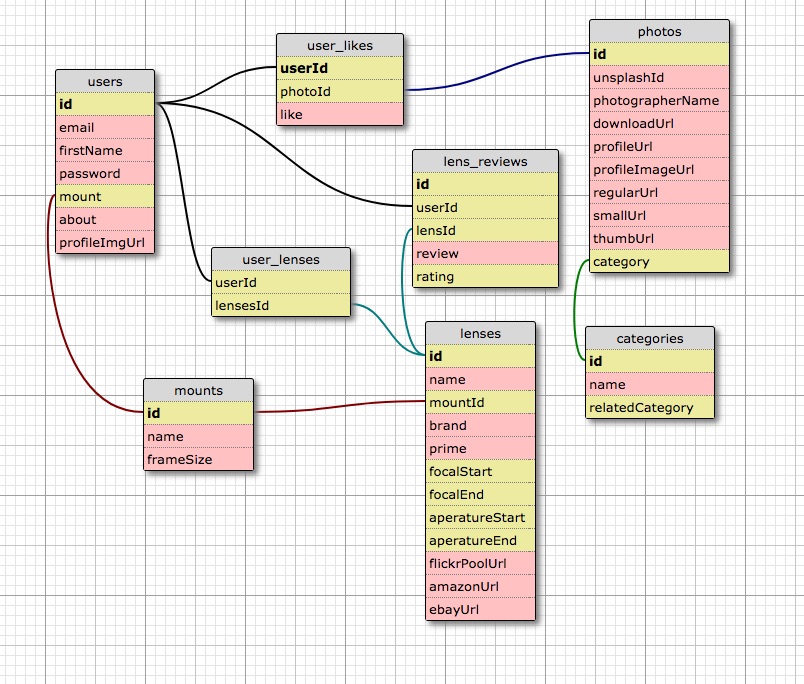 users
id
email
firstName
password
mount
about
profileImgUrl
user_likes
userId
photoId
like
photos
id
unsplashId
photographerName
downloadUrl
profileUrl
profileImageUrl
regularUrl
smallUrl
thumbUrl
category
lens_reviews
id
userId
lensId
review
rating
user_lenses
userId
lensesId
lenses
id
name
mountId
brand
prime
focalStart
focalEnd
aperatureStart
aperatureEnd
flickrPoolUrl
amazonUrl
ebayUrl
categories
id
name
relatedCategory
mounts
id
name
frameSize